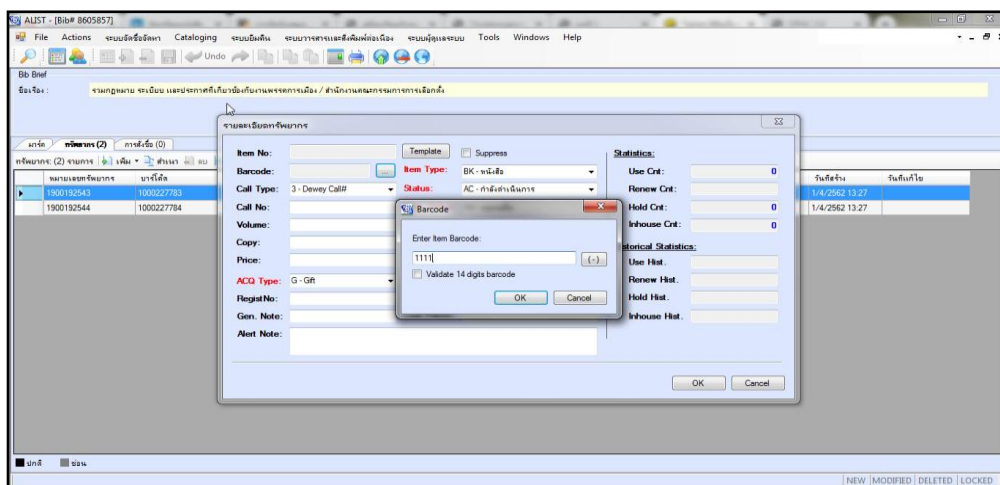 ALIST - [Bib# 8605857]
File Actions ระบบจัดซื้อจัดหา Cataloging ระบบยืมคืน ระบบวารสารและสิ่งพิมพ์ต่อเนื่อง ระบบผู้ดูแลระบบ Tools Windows Help
Undo
Bib Brief
ชื่อเรื่อง : รวมกฎหมาย ระเบียบ และประกาศที่เกี่ยวข้องกับงานพรรคการเมือง / สำนักงานคณะกรรมการการเลือกตั้ง
มาร์ค ทรัพยากร (2) การสั่งซื้อ (0)
ทรัพยากร: (2) รายการ เพิ่ม สำเนา ลบ
หมายเลขทรัพยากร บาร์โค้ด วันที่สร้าง วันที่แก้ไข
1900192543 1000227783 1/4/2562 13:27
1900192544 1000227784 1/4/2562 13:27
รายละเอียดทรัพยากร
Item No: Template Suppress Statistics:
Barcode: ... Item Type: BK - หนังสือ Use Cnt: 0
Call Type: 3 - Dewey Call# Status: AC - กำลังดำเนินการ Renew Cnt: 0
Call No: Hold Cnt: 0
Volume: Inhouse Cnt: 0
Copy: Historical Statistics:
Price: Use Hist.
ACQ Type: G - Gift Renew Hist.
RegistNo: Hold Hist.
Gen. Note: Inhouse Hist.
Alert Note:
OK Cancel
Barcode
Enter Item Barcode:
1111 (-)
Validate 14 digits barcode
OK Cancel
ปกติ ซ่อน
NEW MODIFIED DELETED LOCKED